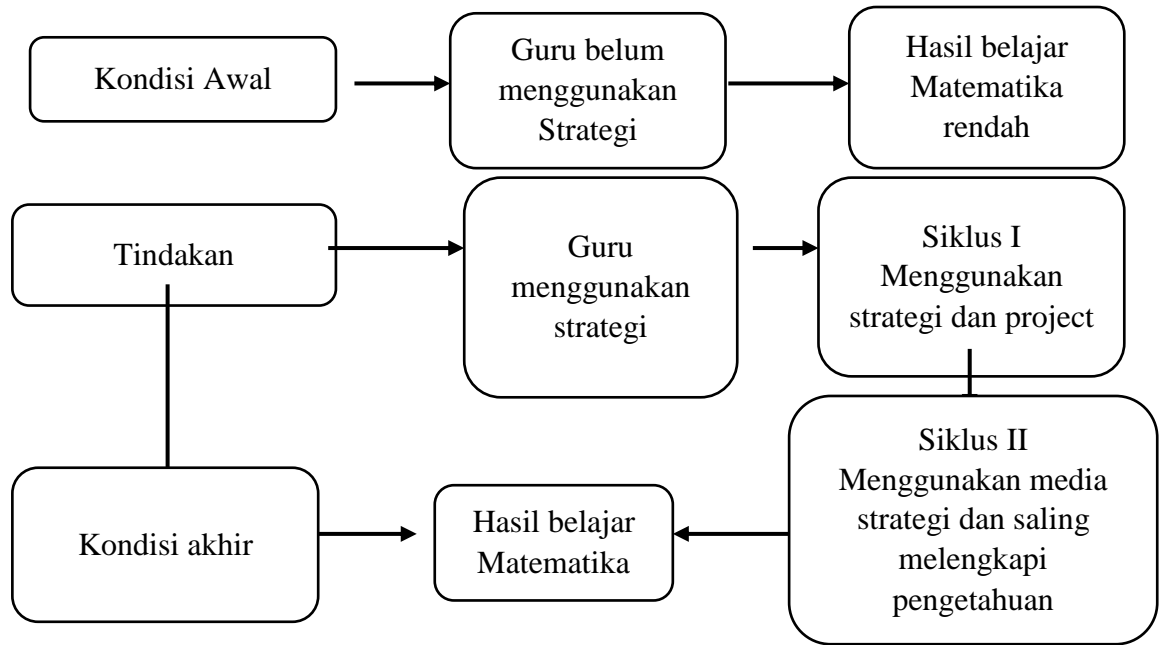 Kondisi Awal
Guru belum
menggunakan
Strategi
Hasil belajar
Matematika
rendah
Tindakan
Guru
menggunakan
strategi
Siklus I
Menggunakan
strategi dan project
Siklus II
Menggunakan media
strategi dan saling
melengkapi
pengetahuan
Kondisi akhir
Hasil belajar
Matematika